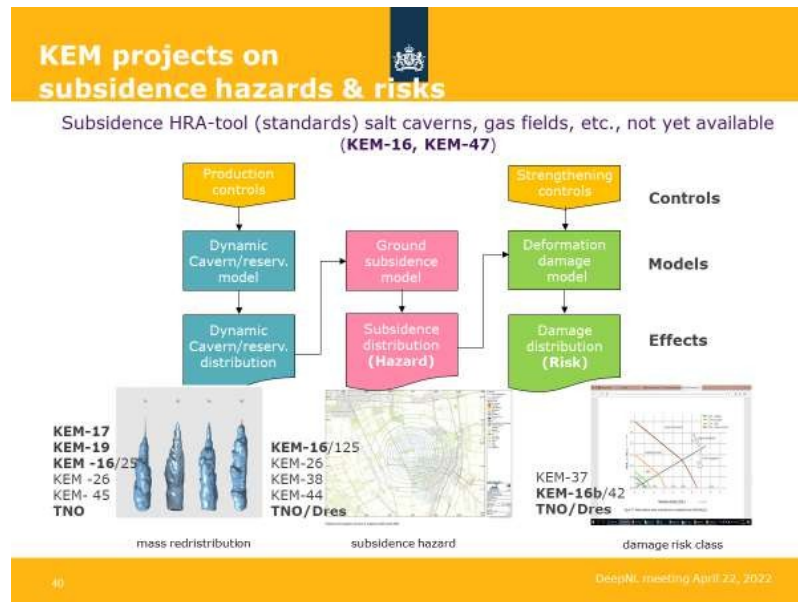 KEM projects on
subsidence hazards & risks
Subsidence HRA-tool (standards) salt caverns, gas fields, etc., not yet available
(KEM-16, KEM-47)
Production
controls
Strengthening
controls
Controls
Dynamic
Cavern/reserv.
model
Ground
subsidence
model
Deformation
damage
model
Models
Dynamic
Cavern/reserv.
distribution
Subsidence
distribution
(Hazard)
Damage
distribution
(Risk)
Effects
KEM-17
KEM-19
KEM -16/25
KEM -26
KEM- 45
TNO
KEM-16/125
KEM-26
KEM-38
KEM-44
TNO/Dres
KEM-37
KEM-16b/42
TNO/Dres
mass redristribution
subsidence hazard
damage risk class
40
DeepNL meeting April 22, 2022